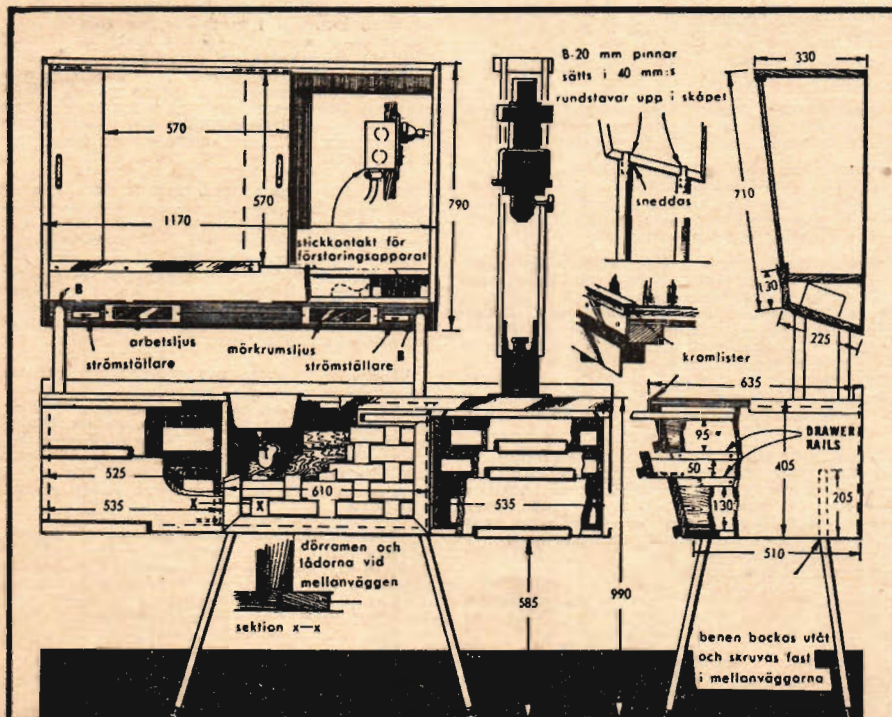 B-20 mm pinnar
sätts i 40 mm:s
rundstavar upp i skåpet
330
570
570
1170
790
710
sneddas
stickkontakt för
förstoringsapparat
130
225
B
arbetsljus
mörkrumsljus
strömställare
strömställare
B
kromlister
635
95
DRAWER
RAILS
50
405
130
205
510
525
535
X
X
610
535
dörramen och
lådorna vid
mellanväggen
sektion x—x
585
990
benen bockas utåt
och skruvas fast
i mellanväggarna